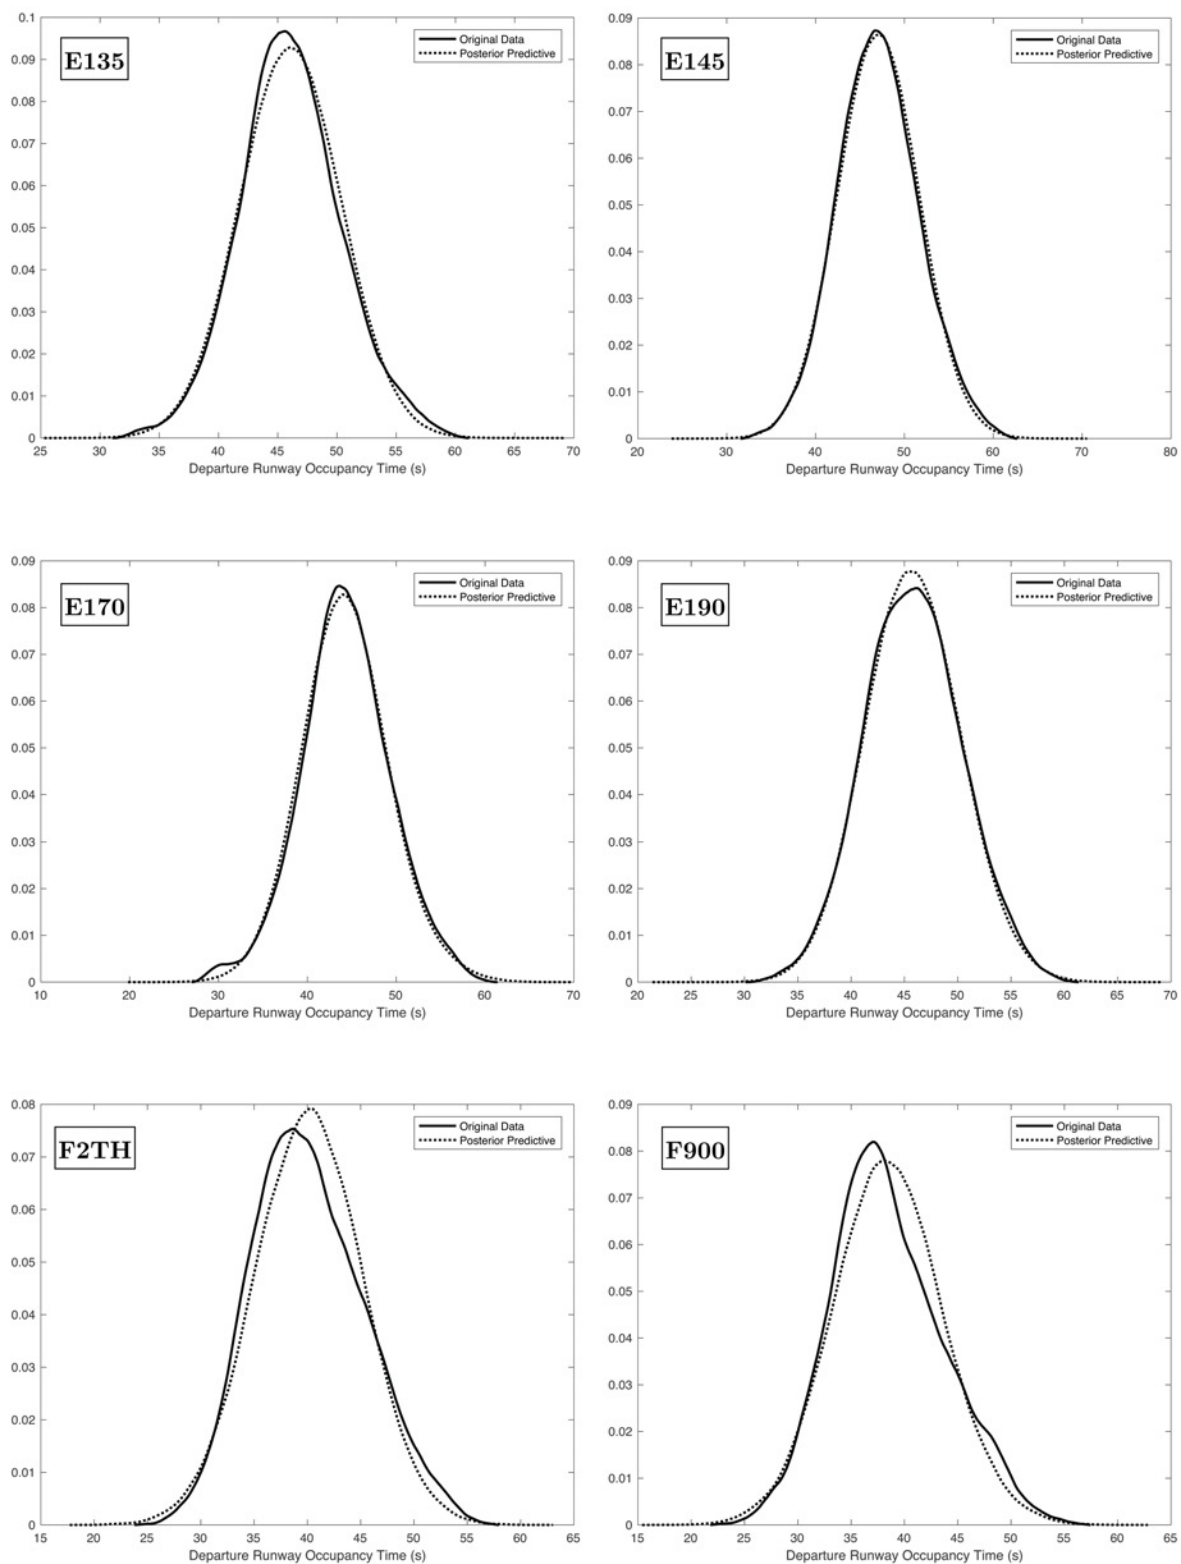 0.1
0.09
0.08
0.07
0.06
0.05
0.04
0.03
0.02
0.01
0
E135
Original Data
Posterior Predictive
25 30 35 40 45 50 55 60 65 70
Departure Runway Occupancy Time (s)
0.09
0.08
0.07
0.06
0.05
0.04
0.03
0.02
0.01
0
E145
Original Data
Posterior Predictive
20 30 40 50 60 70 80
Departure Runway Occupancy Time (s)
0.09
0.08
0.07
0.06
0.05
0.04
0.03
0.02
0.01
0
E170
Original Data
Posterior Predictive
10 20 30 40 50 60 70
Departure Runway Occupancy Time (s)
0.09
0.08
0.07
0.06
0.05
0.04
0.03
0.02
0.01
0
E190
Original Data
Posterior Predictive
20 25 30 35 40 45 50 55 60 65 70
Departure Runway Occupancy Time (s)
0.08
0.07
0.06
0.05
0.04
0.03
0.02
0.01
0
F2TH
Original Data
Posterior Predictive
15 20 25 30 35 40 45 50 55 60 65
Departure Runway Occupancy Time (s)
0.09
0.08
0.07
0.06
0.05
0.04
0.03
0.02
0.01
0
F900
Original Data
Posterior Predictive
15 20 25 30 35 40 45 50 55 60 65
Departure Runway Occupancy Time (s)